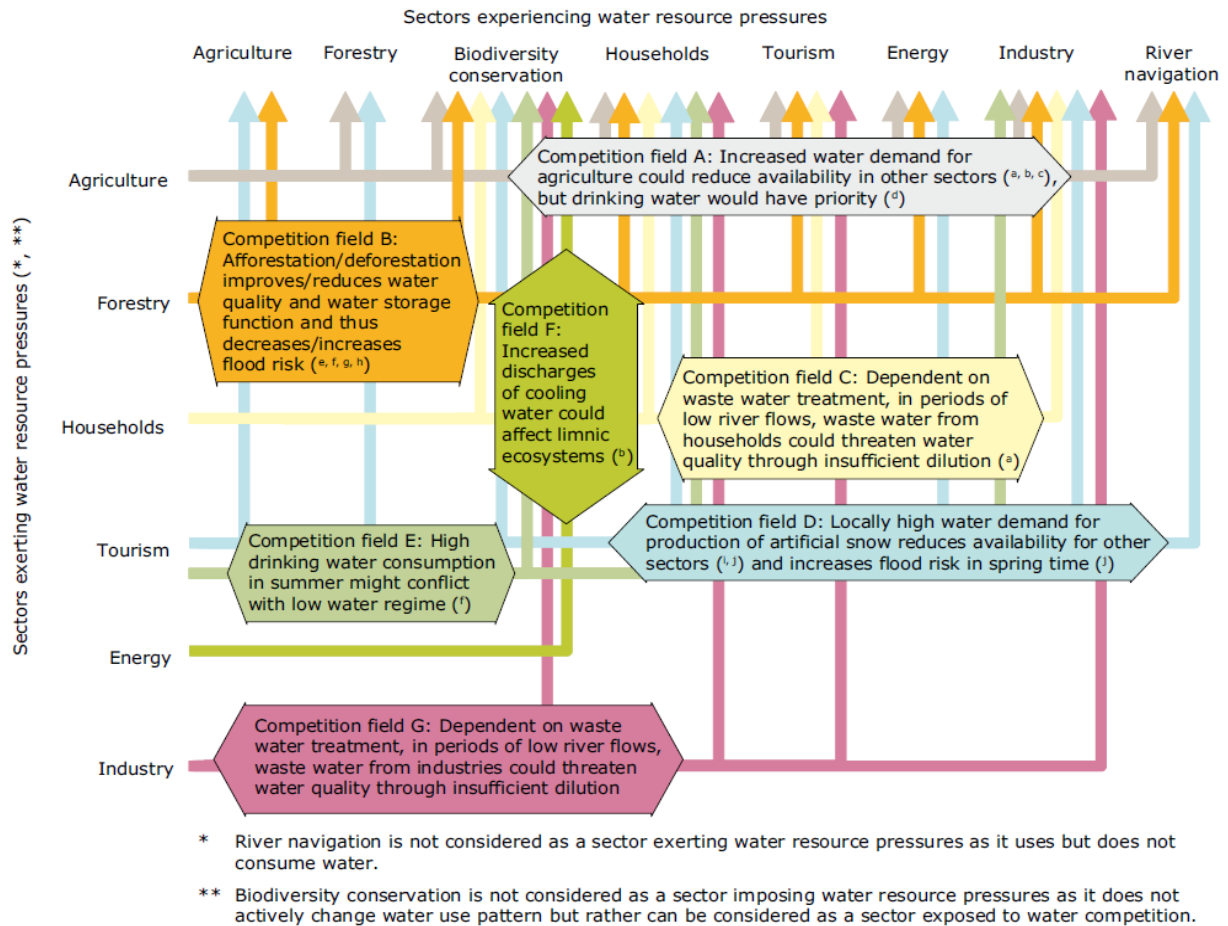 Sectors experiencing water resource pressures
Agriculture
Forestry
Biodiversity
conservation
Households
Tourism
Energy
Industry
River
navigation
Sectors exerting water resource pressures (*, **)
Agriculture
Competition field A: Increased water demand for
agriculture could reduce availability in other sectors (a, b, c),
but drinking water would have priority (d)
Forestry
Competition field B:
Afforestation/deforestation
improves/reduces water
quality and water storage
function and thus
decreases/increases
flood risk (e, f, g, h)
Competition
field F:
Increased
discharges
of cooling
water could
affect limnic
ecosystems (b)
Households
Competition field C: Dependent on
waste water treatment, in periods of
low river flows, waste water from
households could threaten water
quality through insufficient dilution (a)
Tourism
Competition field D: Locally high water demand for
production of artificial snow reduces availability for other
sectors (i, j) and increases flood risk in spring time (j)
Competition field E: High
drinking water consumption
in summer might conflict
with low water regime (f)
Energy
Industry
Competition field G: Dependent on waste
water treatment, in periods of low river flows,
waste water from industries could threaten
water quality through insufficient dilution
* River navigation is not considered as a sector exerting water resource pressures as it uses but does not
consume water.
** Biodiversity conservation is not considered as a sector imposing water resource pressures as it does not
actively change water use pattern but rather can be considered as a sector exposed to water competition.